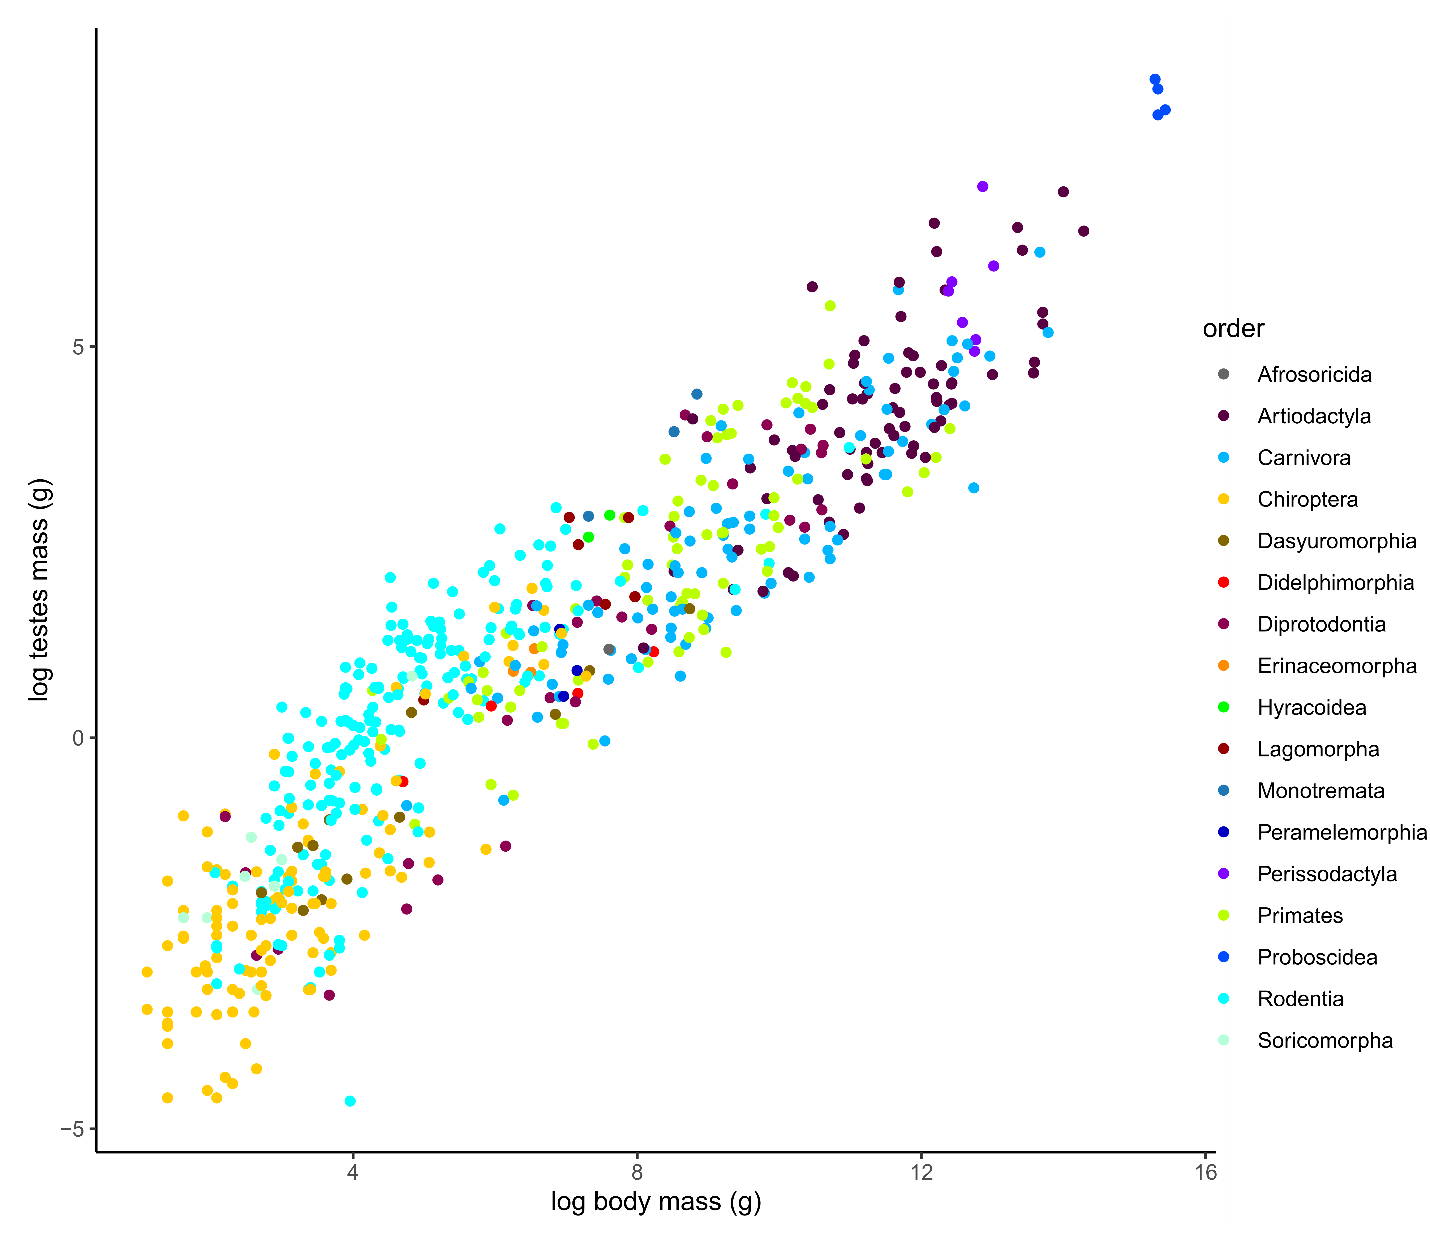 log testes mass (g)
5
0
−5
4
8
12
16
log body mass (g)
order
Afrosoricida
Artiodactyla
Carnivora
Chiroptera
Dasyuromorphia
Didelphimorphia
Diprotodontia
Erinaceomorpha
Hyracoidea
Lagomorpha
Monotremata
Peramelemorphia
Perissodactyla
Primates
Proboscidea
Rodentia
Soricomorpha